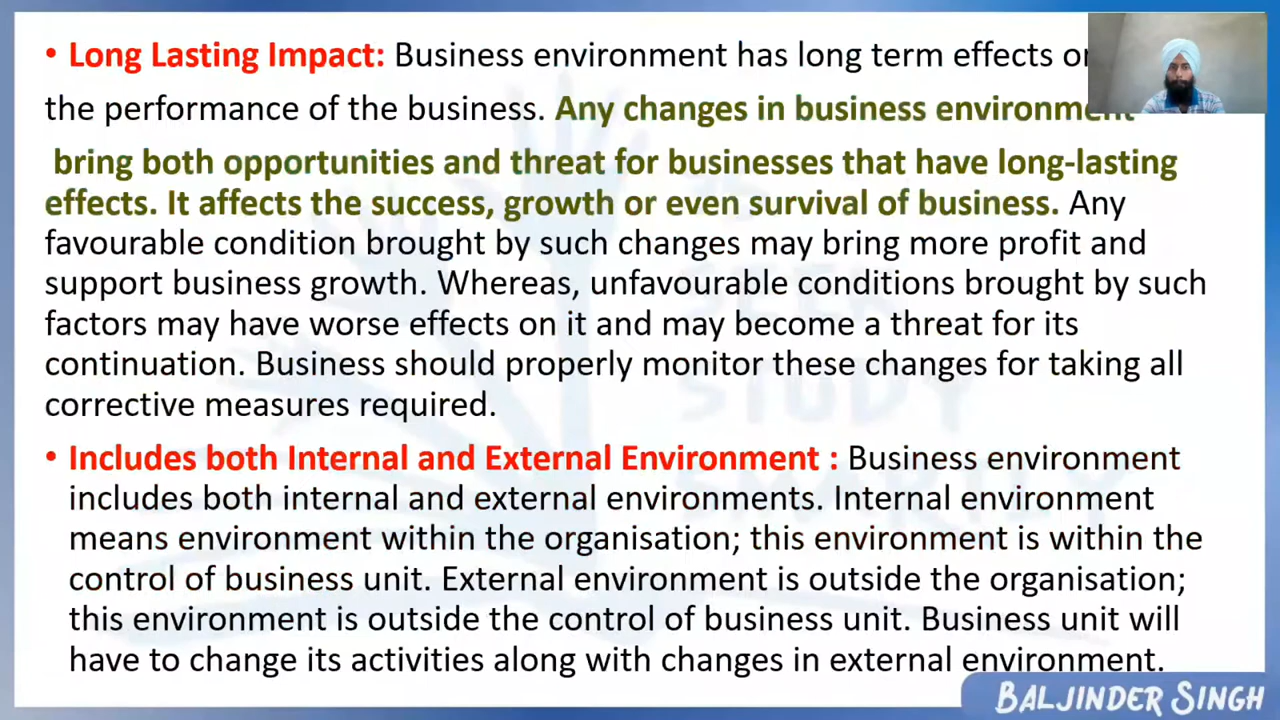 • Long Lasting Impact: Business environment has long term effects on
the performance of the business. Any changes in business environment
bring both opportunities and threat for businesses that have long-lasting
effects. It affects the success, growth or even survival of business. Any
favourable condition brought by such changes may bring more profit and
support business growth. Whereas, unfavourable conditions brought by such
factors may have worse effects on it and may become a threat for its
continuation. Business should properly monitor these changes for taking all
corrective measures required.
• Includes both Internal and External Environment : Business environment
includes both internal and external environments. Internal environment
means environment within the organisation; this environment is within the
control of business unit. External environment is outside the organisation;
this environment is outside the control of business unit. Business unit will
have to change its activities along with changes in external environment.
BALJINDER SINGH